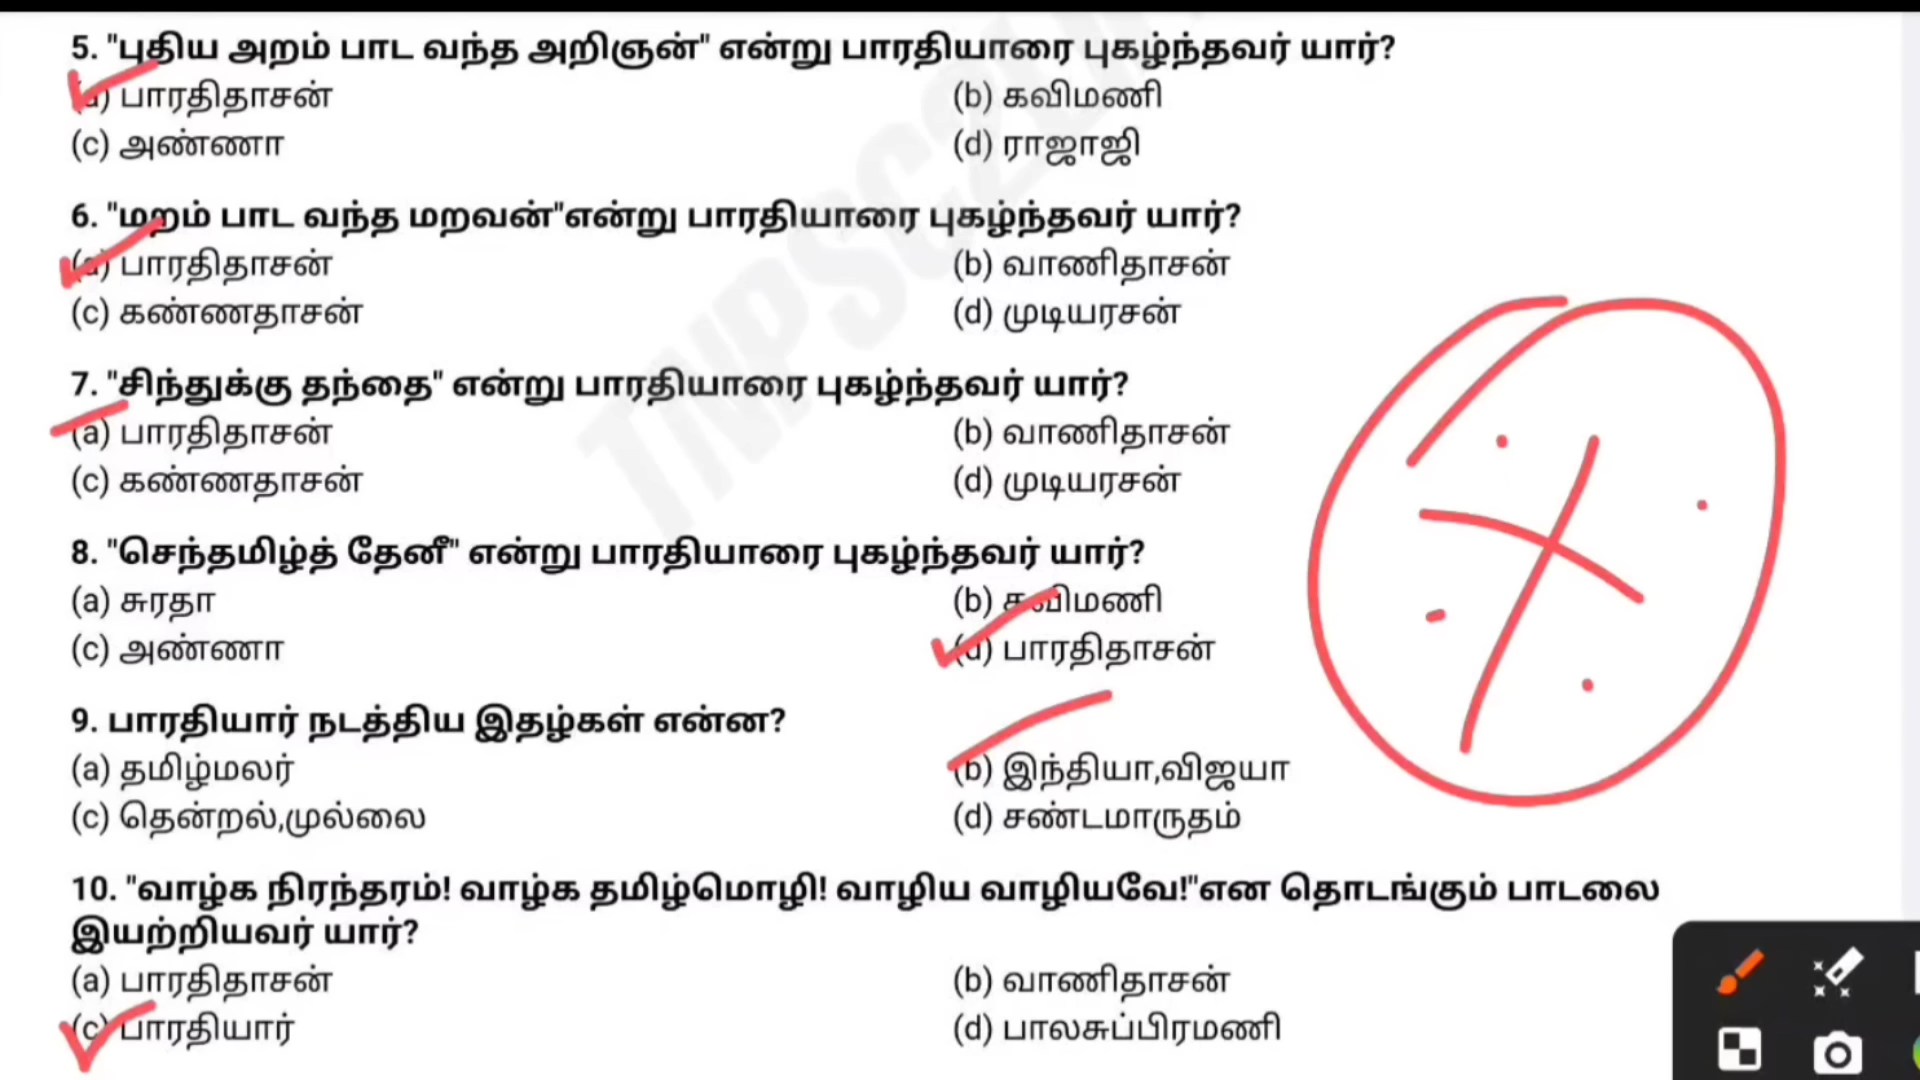 5. "புதிய அறம் பாட வந்த அறிஞன்" என்று பாரதியாரை புகழ்ந்தவர் யார்?
(a) பாரதிதாசன் (b) கவிமணி
(c) அண்ணா (d) ராஜாஜி
6. "மறம் பாட வந்த மறவன்"என்று பாரதியாரை புகழ்ந்தவர் யார்?
(a) பாரதிதாசன் (b) வாணிதாசன்
(c) கண்ணதாசன் (d) முடியரசன்
7. "சிந்துக்கு தந்தை" என்று பாரதியாரை புகழ்ந்தவர் யார்?
(a) பாரதிதாசன் (b) வாணிதாசன்
(c) கண்ணதாசன் (d) முடியரசன்
8. "செந்தமிழ்த் தேனீ" என்று பாரதியாரை புகழ்ந்தவர் யார்?
(a) சுரதா (b) கவிமணி
(c) அண்ணா (d) பாரதிதாசன்
9. பாரதியார் நடத்திய இதழ்கள் என்ன?
(a) தமிழ்மலர் (b) இந்தியா,விஜயா
(c) தென்றல்,முல்லை (d) சண்டமாருதம்
10. "வாழ்க நிரந்தரம்! வாழ்க தமிழ்மொழி! வாழிய வாழியவே!"என தொடங்கும் பாடலை
இயற்றியவர் யார்?
(a) பாரதிதாசன் (b) வாணிதாசன்
(c) பாரதியார் (d) பாலசுப்பிரமணி